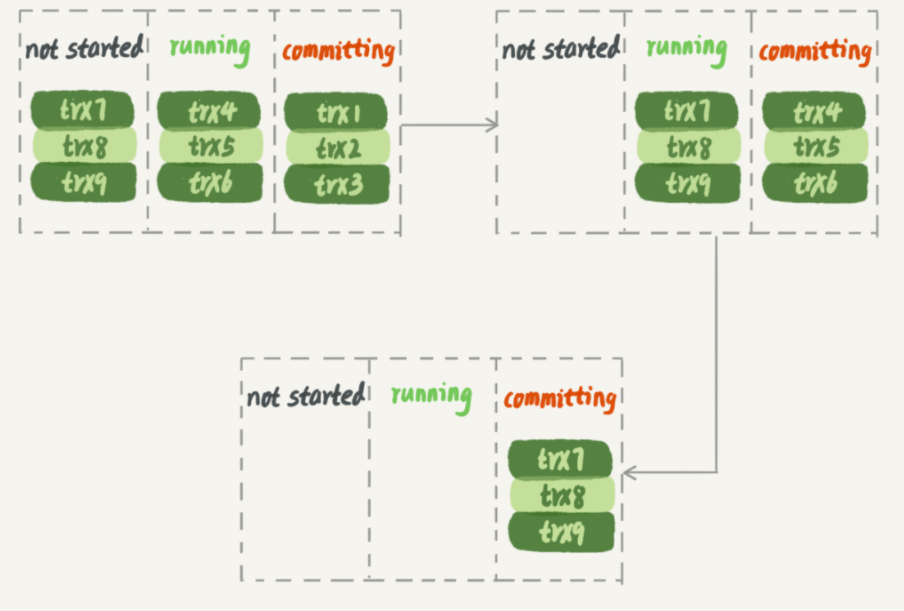 not started running committing
trx7 trx4 trx1
trx8 trx5 trx2
trx9 trx6 trx3
not started running committing
trx7 trx4
trx8 trx5
trx9 trx6
not started running committing
trx7
trx8
trx9